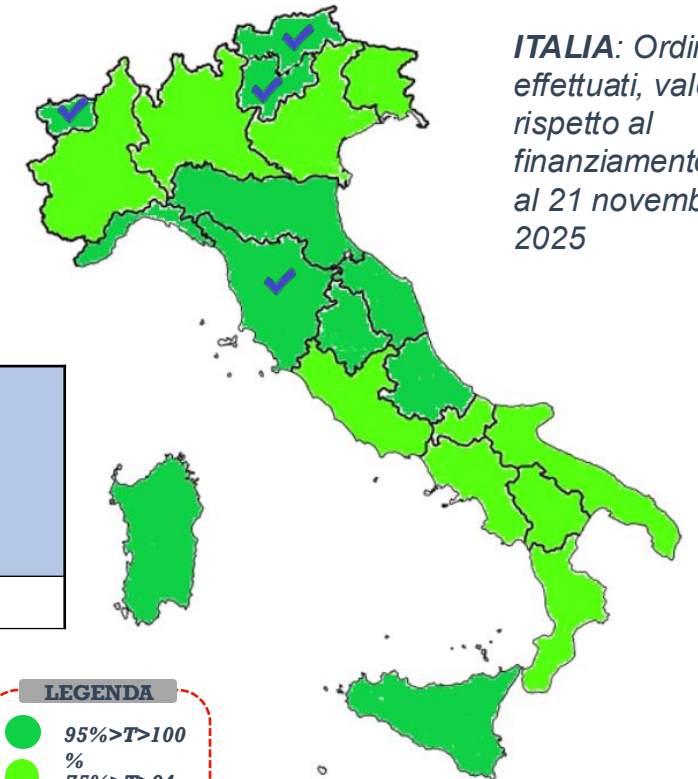 ITALIA: Ordi
effettuati, val
rispetto al
finanziament
al 21 novemb
2025
LEGENDA
95%>T>100
%